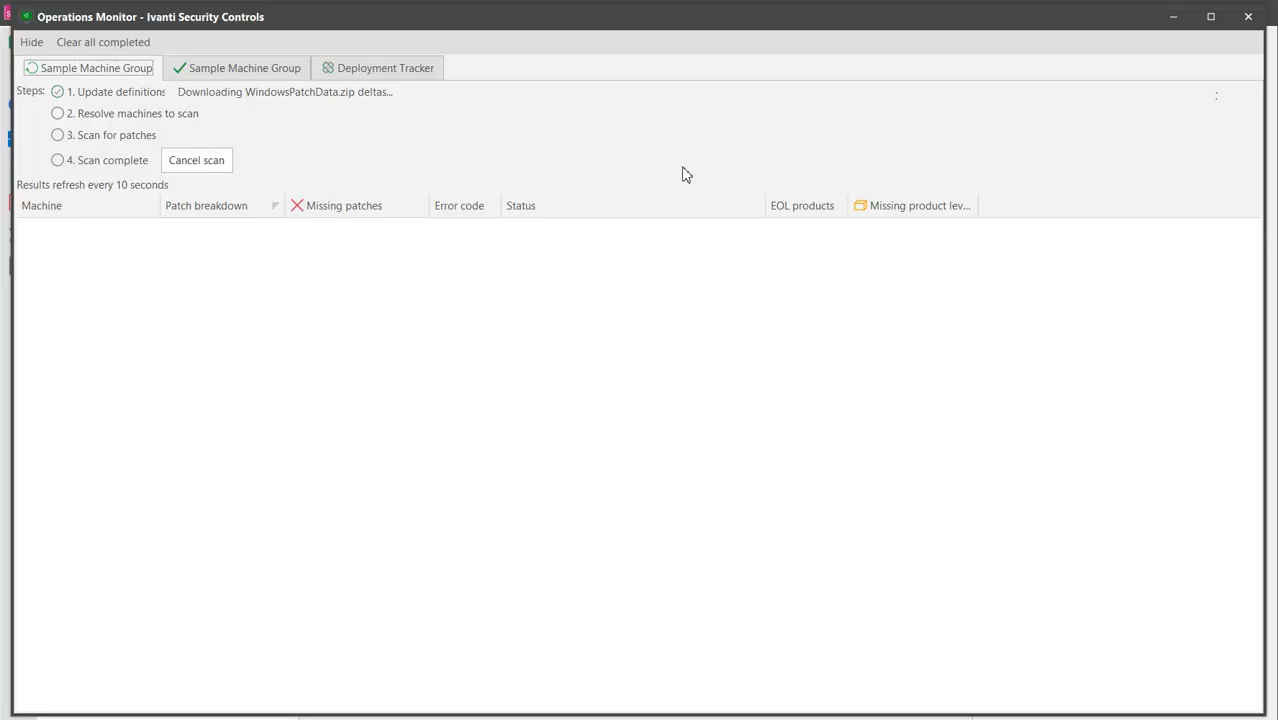 Operations Monitor - Ivanti Security Controls
Hide Clear all completed
Sample Machine Group Sample Machine Group Deployment Tracker
Steps: 1. Update definitions Downloading WindowsPatchData.zip deltas...
2. Resolve machines to scan
3. Scan for patches
4. Scan complete Cancel scan
Results refresh every 10 seconds
Machine Patch breakdown Missing patches Error code Status EOL products Missing product lev...